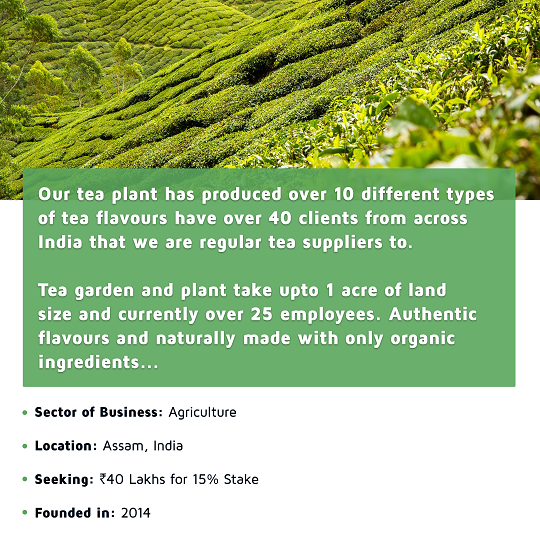 Our tea plant has produced over 10 different types
of tea flavours have over 40 clients from across
India that we are regular tea suppliers to.
Tea garden and plant take upto 1 acre of land
size and currently over 25 employees. Authentic
flavours and naturally made with only organic
ingredients...
• Sector of Business: Agriculture
• Location: Assam, India
• Seeking: ₹40 Lakhs for 15% Stake
• Founded in: 2014